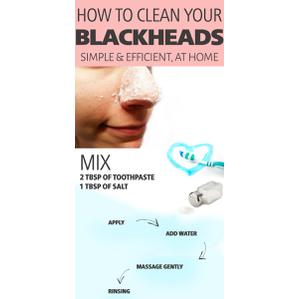 HOW TO CLEAN YOUR
BLACKHEADS
SIMPLE & EFFICIENT, AT HOME
MIX
2 TBSP OF TOOTHPASTE
1 TBSP OF SALT
APPLY
ADD WATER
MASSAGE GENTLY
RINSING